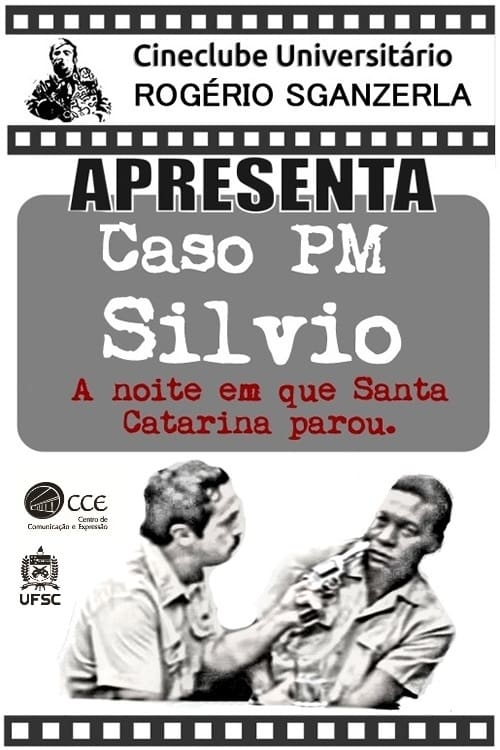 Cineclube Universitário
ROGÉRIO SGANZERLA
APRESENTA
Caso PM
Silvio
A noite em que Santa
Catarina parou.
CCE
Centro de
Comunicação e Expressão
UFSC